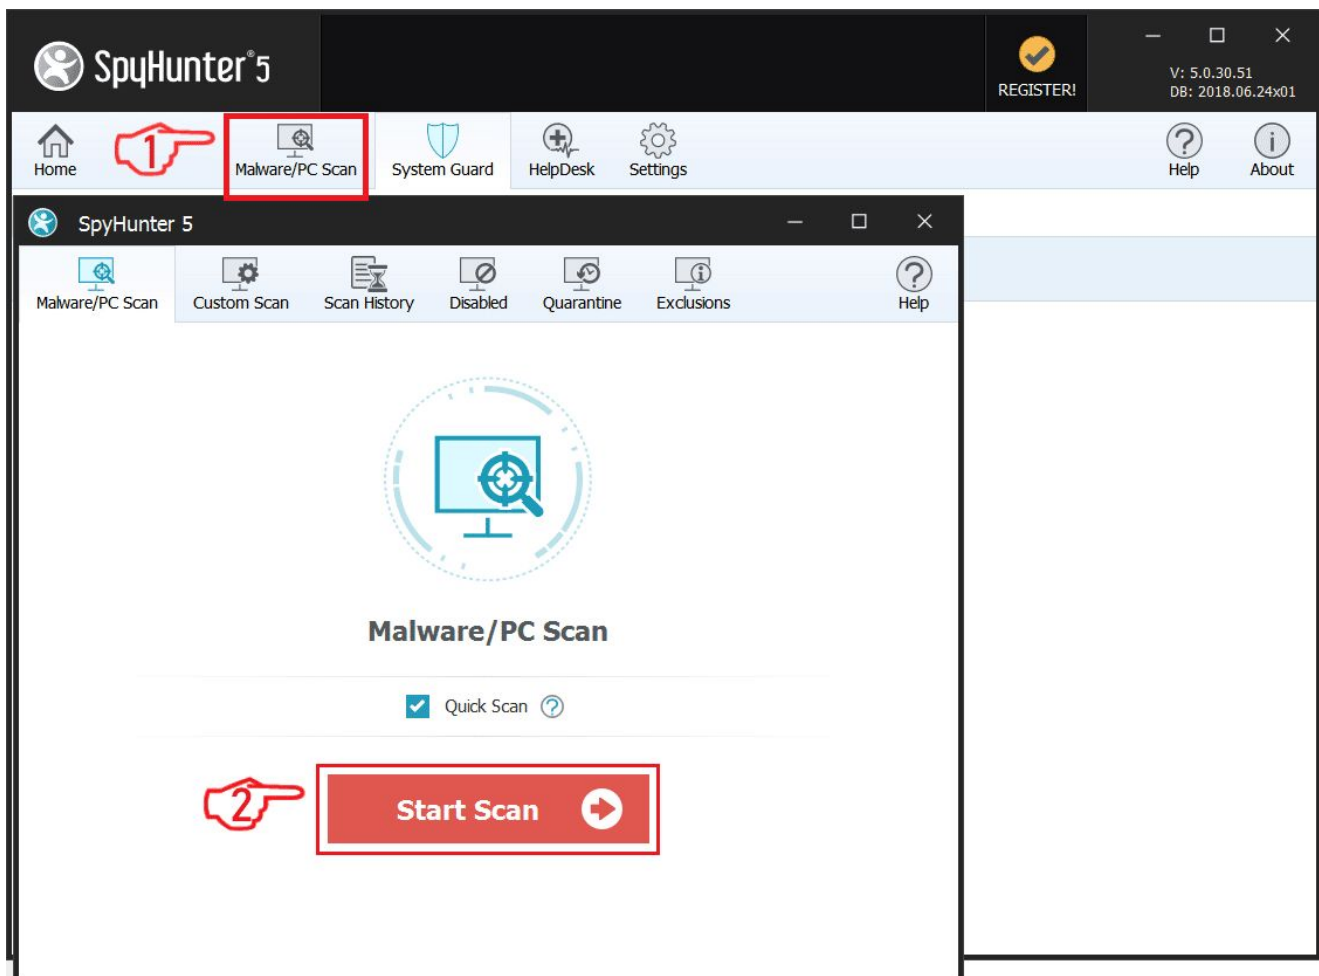 SpyHunter®5
REGISTER!
V: 5.0.30.51
DB: 2018.06.24x01
Home
1
Malware/PC Scan
System Guard
HelpDesk
Settings
Help
About
SpyHunter 5
Malware/PC Scan
Custom Scan
Scan History
Disabled
Quarantine
Exclusions
Help
Malware/PC Scan
Quick Scan
2
Start Scan